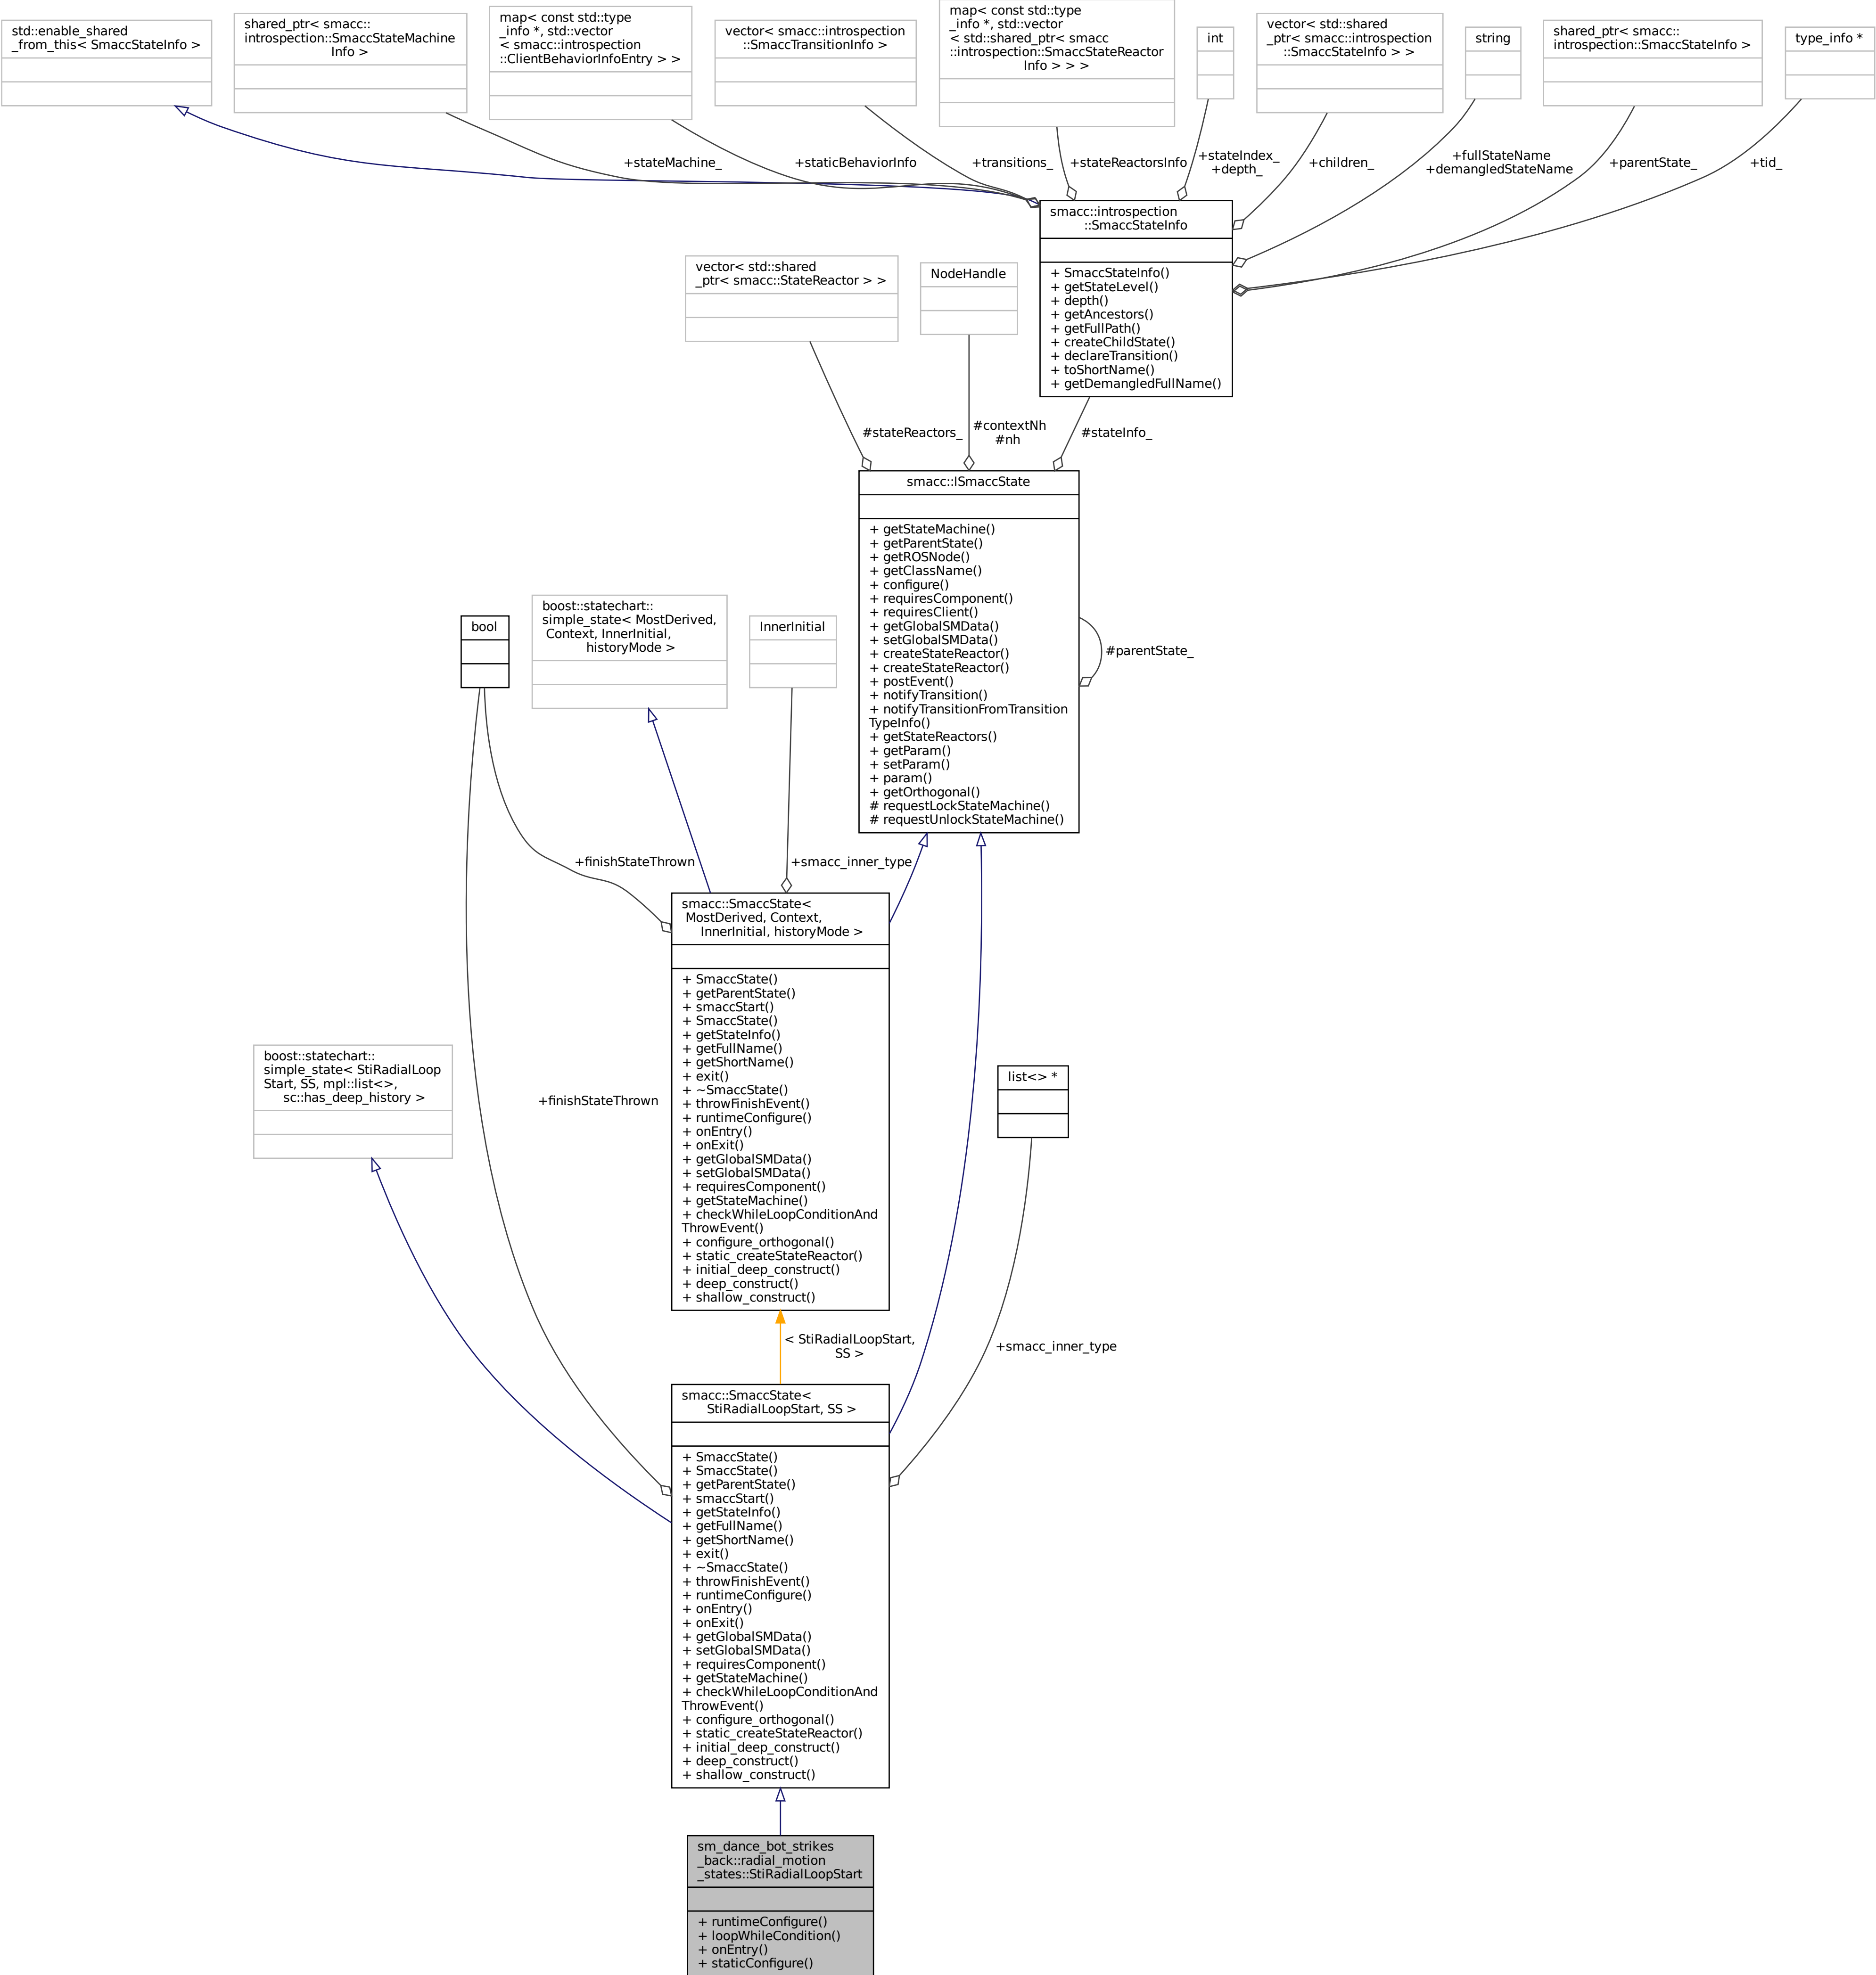 std::enable_shared
_from_this< SmaccStateInfo >
shared_ptr< smacc::
introspection::SmaccStateMachine
Info >
map< const std::type
_info *, std::vector
< smacc::introspection
::ClientBehaviorInfoEntry > >
vector< smacc::introspection
::SmaccTransitionInfo >
map< const std::type
_info *, std::vector
< std::shared_ptr< smacc
::introspection::SmaccStateReactor
Info > > >
int
vector< std::shared
_ptr< smacc::introspection
::SmaccStateInfo > >
string
shared_ptr< smacc::
introspection::SmaccStateInfo >
type_info *
+stateMachine_
+staticBehaviorInfo
+transitions_
+stateReactorsInfo
+stateIndex_
+depth_
+children_
+fullStateName
+demangledStateName
+parentState_
+tid_
smacc::introspection
::SmaccStateInfo
+ SmaccStateInfo()
+ getStateLevel()
+ depth()
+ getAncestors()
+ getFullPath()
+ createChildState()
+ declareTransition()
+ toShortName()
+ getDemangledFullName()
vector< std::shared
_ptr< smacc::StateReactor > >
NodeHandle
#stateReactors_
#contextNh
#nh
#stateInfo_
smacc::ISmaccState
+ getStateMachine()
+ getParentState()
+ getROSNode()
+ getClassName()
+ configure()
+ requiresComponent()
+ requiresClient()
+ getGlobalSMData()
+ setGlobalSMData()
+ createStateReactor()
+ createStateReactor()
+ postEvent()
+ notifyTransition()
+ notifyTransitionFromTransition
TypeInfo()
+ getStateReactors()
+ getParam()
+ setParam()
+ param()
+ getOrthogonal()
# requestLockStateMachine()
# requestUnlockStateMachine()
#parentState_
bool
boost::statechart::
simple_state< MostDerived,
Context, InnerInitial,
historyMode >
InnerInitial
+finishStateThrown
+smacc_inner_type
smacc::SmaccState<
MostDerived, Context,
InnerInitial, historyMode >
+ SmaccState()
+ getParentState()
+ smaccStart()
+ SmaccState()
+ getStateInfo()
+ getFullName()
+ getShortName()
+ exit()
+ ~SmaccState()
+ throwFinishEvent()
+ runtimeConfigure()
+ onEntry()
+ onExit()
+ getGlobalSMData()
+ setGlobalSMData()
+ requiresComponent()
+ getStateMachine()
+ checkWhileLoopConditionAnd
ThrowEvent()
+ configure_orthogonal()
+ static_createStateReactor()
+ initial_deep_construct()
+ deep_construct()
+ shallow_construct()
boost::statechart::
simple_state< StiRadialLoop
Start, SS, mpl::list<>,
sc::has_deep_history >
+finishStateThrown
list<> *
< StiRadialLoopStart,
SS >
+smacc_inner_type
smacc::SmaccState<
StiRadialLoopStart, SS >
+ SmaccState()
+ SmaccState()
+ getParentState()
+ smaccStart()
+ getStateInfo()
+ getFullName()
+ getShortName()
+ exit()
+ ~SmaccState()
+ throwFinishEvent()
+ runtimeConfigure()
+ onEntry()
+ onExit()
+ getGlobalSMData()
+ setGlobalSMData()
+ requiresComponent()
+ getStateMachine()
+ checkWhileLoopConditionAnd
ThrowEvent()
+ configure_orthogonal()
+ static_createStateReactor()
+ initial_deep_construct()
+ deep_construct()
+ shallow_construct()
sm_dance_bot_strikes
_back::radial_motion
_states::StiRadialLoopStart
+ runtimeConfigure()
+ loopWhileCondition()
+ onEntry()
+ staticConfigure()